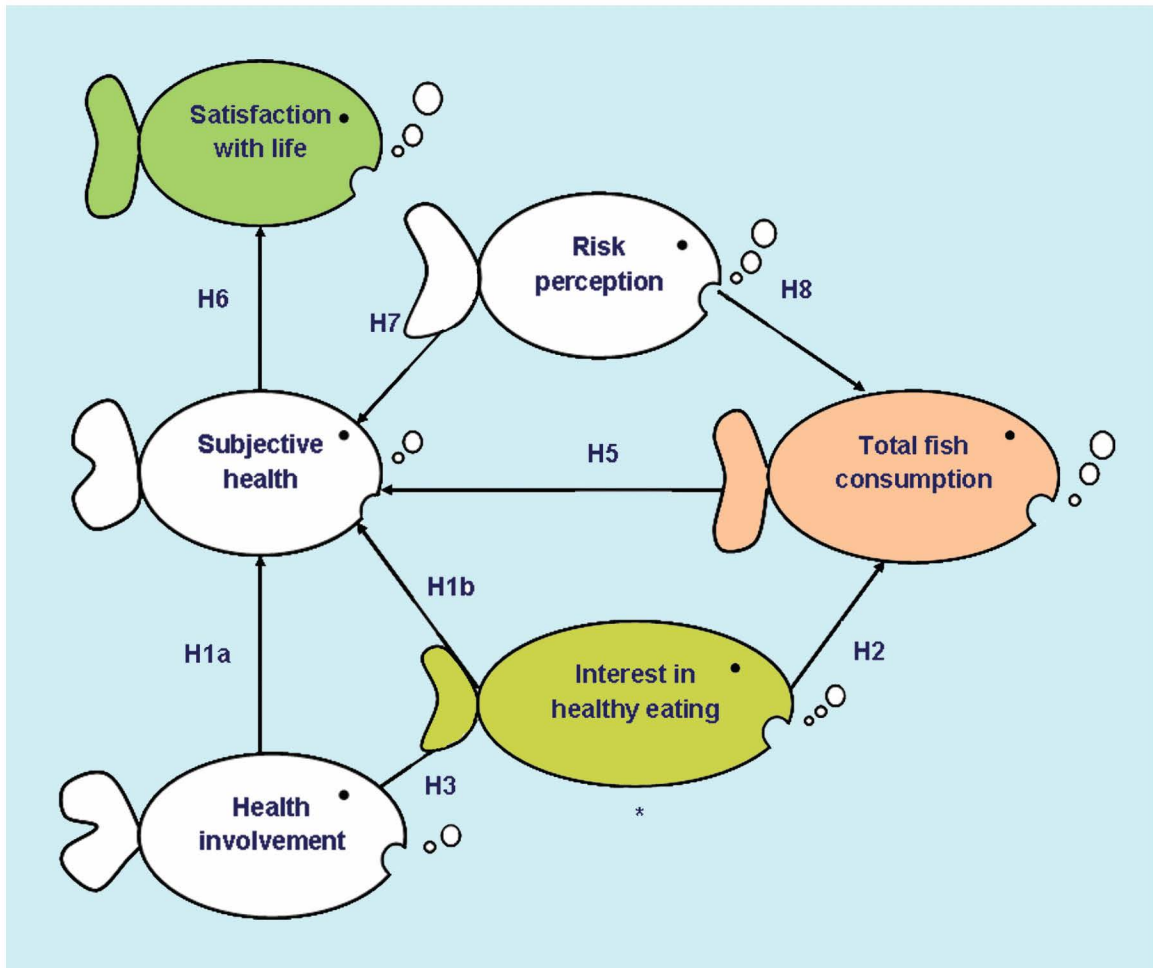 Satisfaction
with life
Risk
perception
H8
H6
H7
Subjective
health
H5
Total fish
consumption
H1b
H1a
Interest in
healthy eating
H2
H3
*
Health
involvement